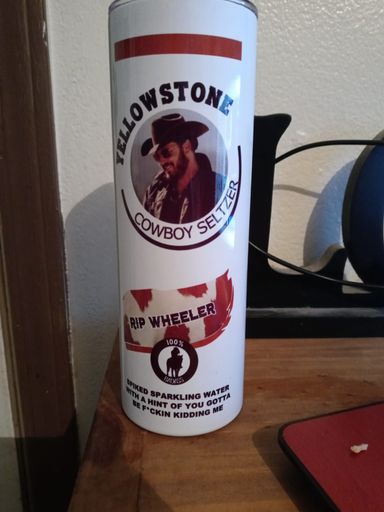 YELLOWSTONE
COWBOY SELTZER
RIP WHEELER
100%
SPIKED SPARKLING WATER
WITH A HINT OF YOU GOTTA
BE F*CKIN KIDDING ME